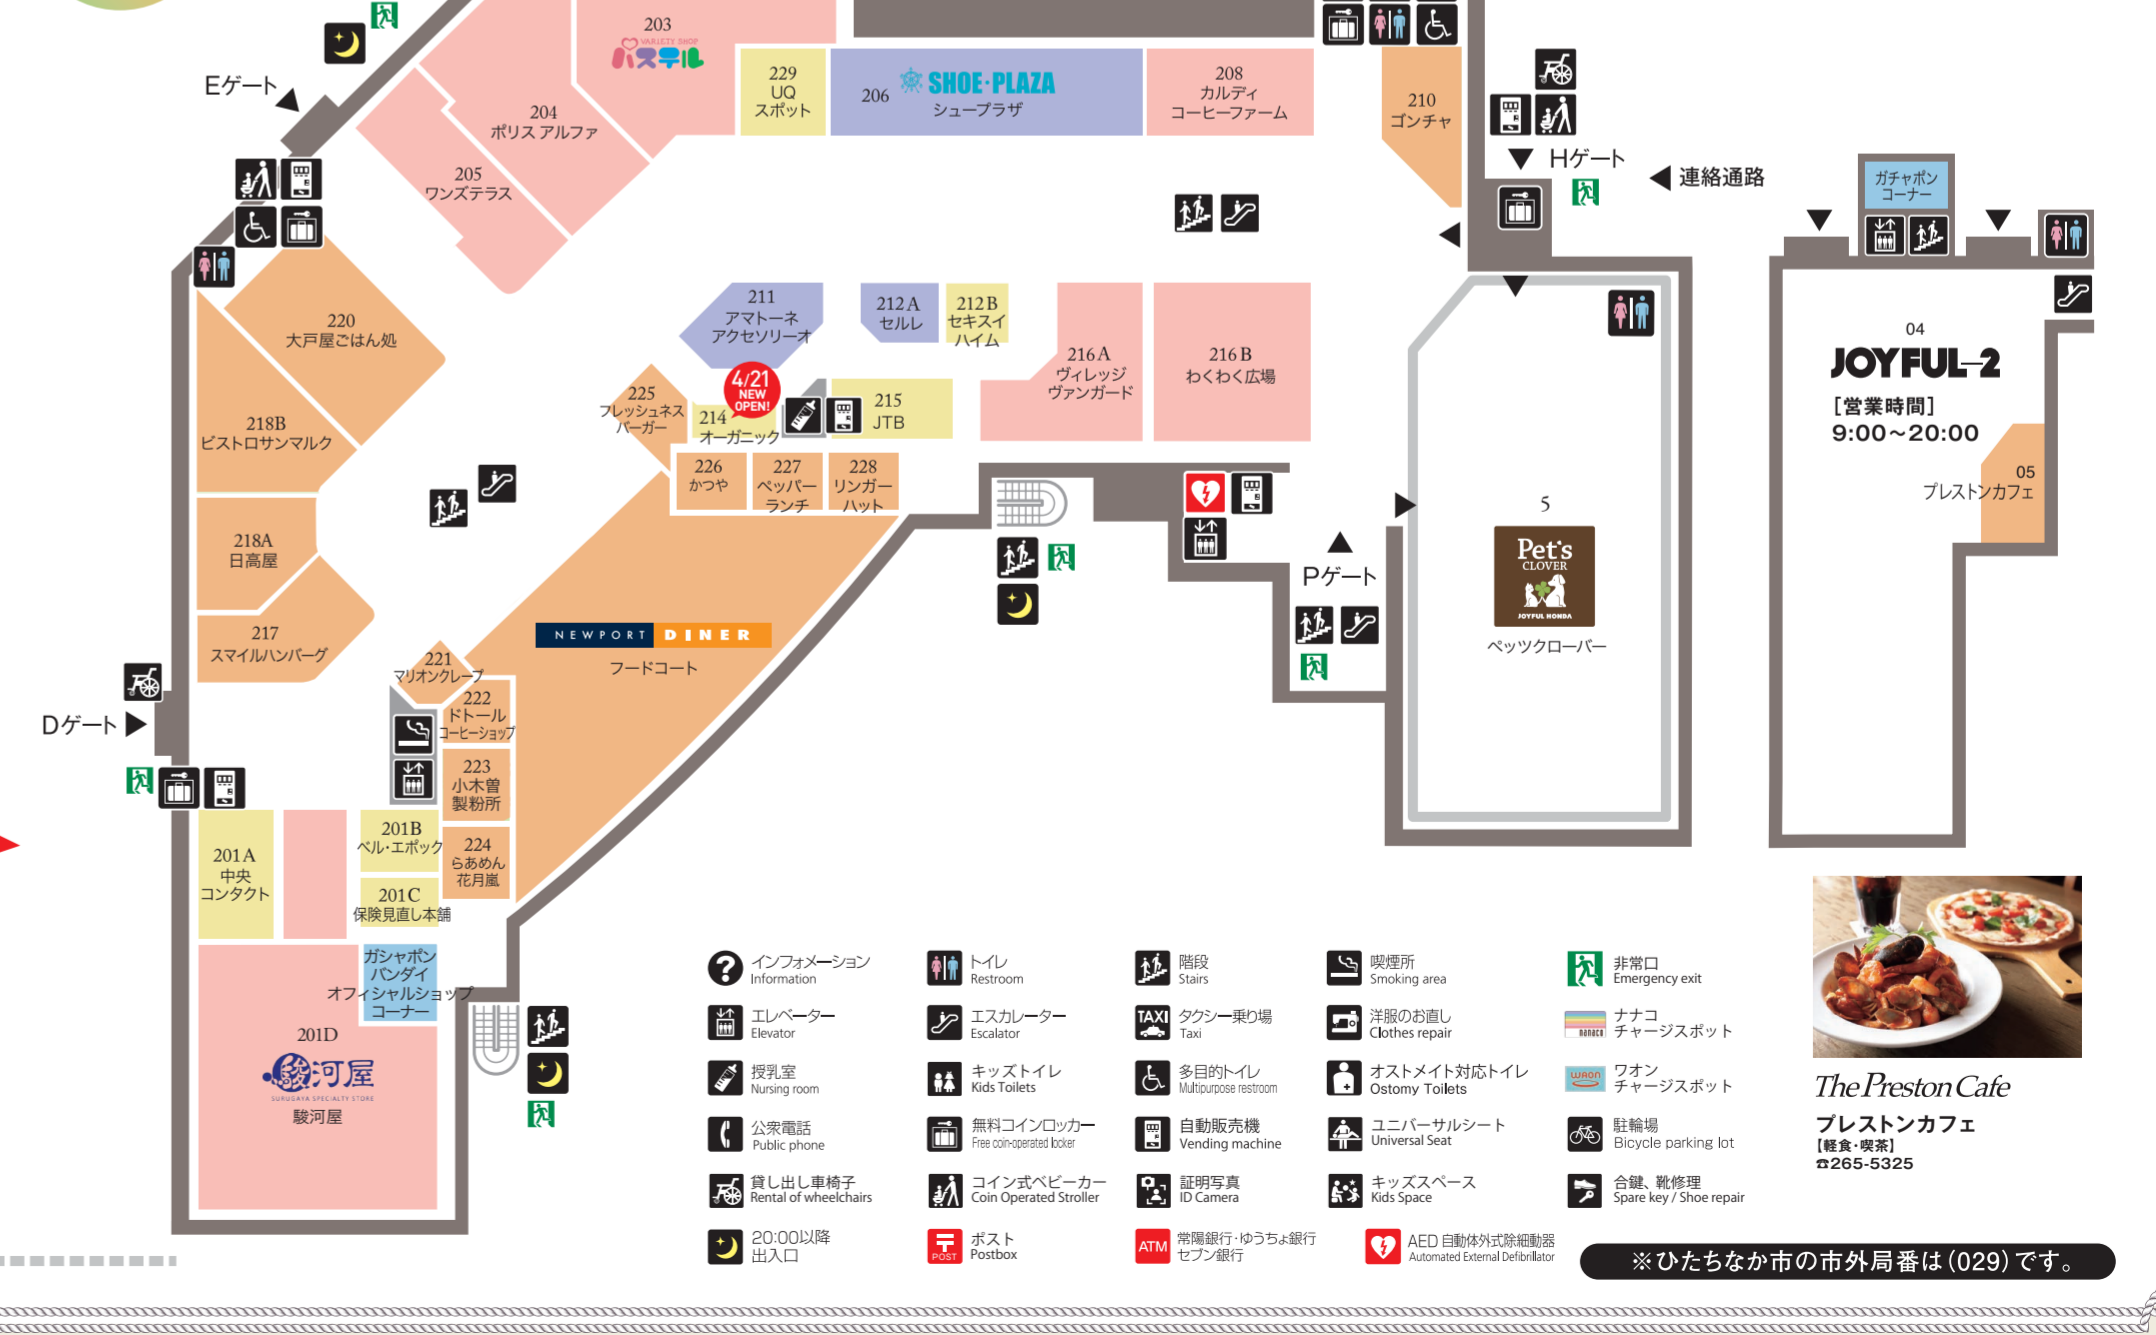 Eゲート
203
VARIETY SHOP
パステル
204
ポリス アルファ
205
ワンズテラス
229
UQ
スポット
206
SHOE·PLAZA
シュープラザ
208
カルディ
コーヒーファーム
210
ゴンチャ
Hゲート
連絡通路
ガチャポン
コーナー
220
大戸屋ごはん処
218B
ビストロサンマルク
218A
日高屋
217
スマイルハンバーグ
211
アマトーネ
アクセソリーオ
212A
セルレ
212B
セキスイ
ハイム
4/21
NEW
OPEN!
225
フレッシュネス
バーガー
214
オーガニック
215
JTB
216A
ヴィレッジ
ヴァンガード
216B
わくわく広場
226
かつや
227
ペッパー
ランチ
228
リンガー
ハット
NEWPORT DINER
フードコート
Pゲート
5
Pet's
CLOVER
JOYFUL HONDA
ペッツクローバー
04
JOYFUL-2
[営業時間]
9:00〜20:00
05
プレストンカフェ
Dゲート
221
マリオンクレープ
222
ドトール
コーヒーショップ
223
小木曽
製粉所
224
らあめん
花月嵐
201A
中央
コンタクト
201B
ベル・エポック
201C
保険見直し本舗
ガシャポン
バンダイ
オフィシャルショップ
コーナー
201D
駿河屋
SURUGAYA SPECIALTY STORE
駿河屋
インフォメーション
Information
トイレ
Restroom
階段
Stairs
喫煙所
Smoking area
非常口
Emergency exit
エレベーター
Elevator
エスカレーター
Escalator
TAXI
タクシー乗り場
Taxi
洋服のお直し
Clothes repair
nanaco
ナナコ
チャージスポット
授乳室
Nursing room
キッズトイレ
Kids Toilets
多目的トイレ
Multipurpose restroom
オストメイト対応トイレ
Ostomy Toilets
WAON
ワオン
チャージスポット
公衆電話
Public phone
無料コインロッカー
Free coin-operated locker
自動販売機
Vending machine
ユニバーサルシート
Universal Seat
駐輪場
Bicycle parking lot
貸し出し車椅子
Rental of wheelchairs
コイン式ベビーカー
Coin Operated Stroller
証明写真
ID Camera
キッズスペース
Kids Space
合鍵、靴修理
Spare key / Shoe repair
20:00以降
出入口
POST
ポスト
Postbox
ATM
常陽銀行・ゆうちょ銀行
セブン銀行
AED 自動体外式除細動器
Automated External Defibrillator
The Preston Cafe
プレストンカフェ
【軽食・喫茶】
☎265-5325
※ひたちなか市の市外局番は(029)です。